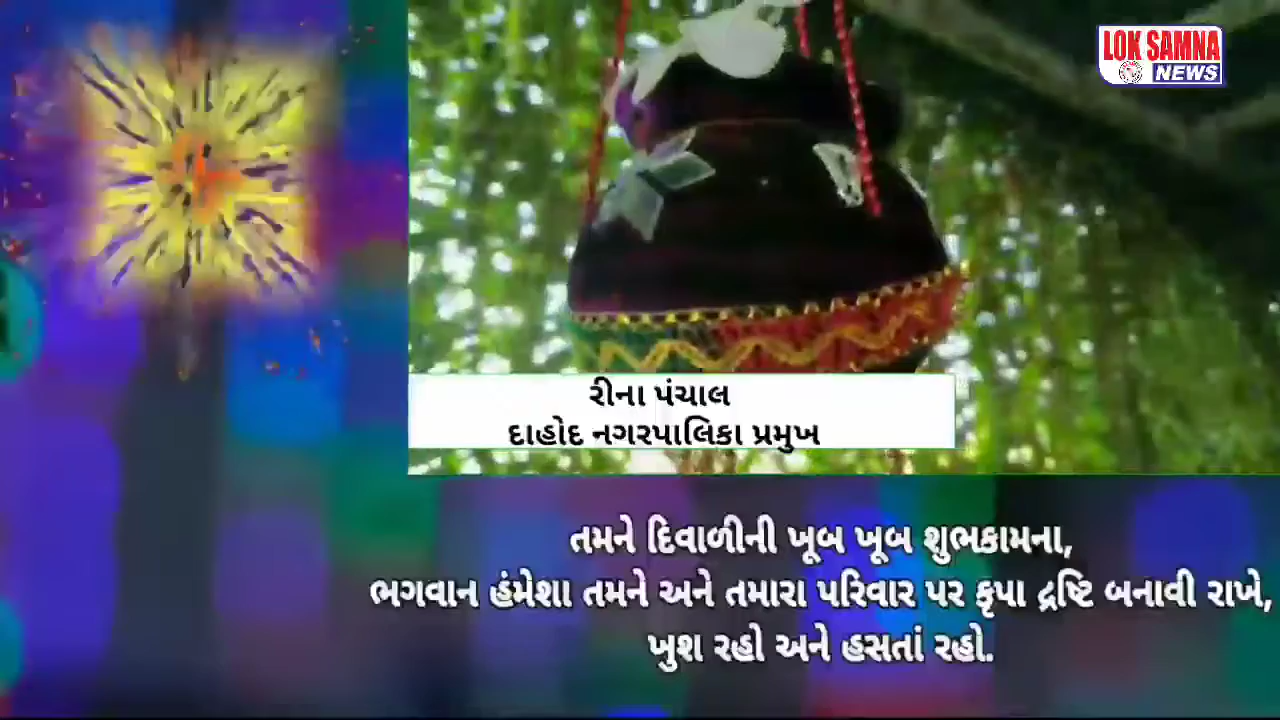 LOK SAMNA
NEWS
રીના પંચાલ
દાહોદ નગરપાલિકા પ્રમુખ
તમને દિવાળીની ખૂબ ખૂબ શુભકામના,
ભગવાન હંમેશા તમને અને તમારા પરિવાર પર કૃપા દ્રષ્ટિ બનાવી રાખે,
ખુશ રહો અને હસતાં રહો.